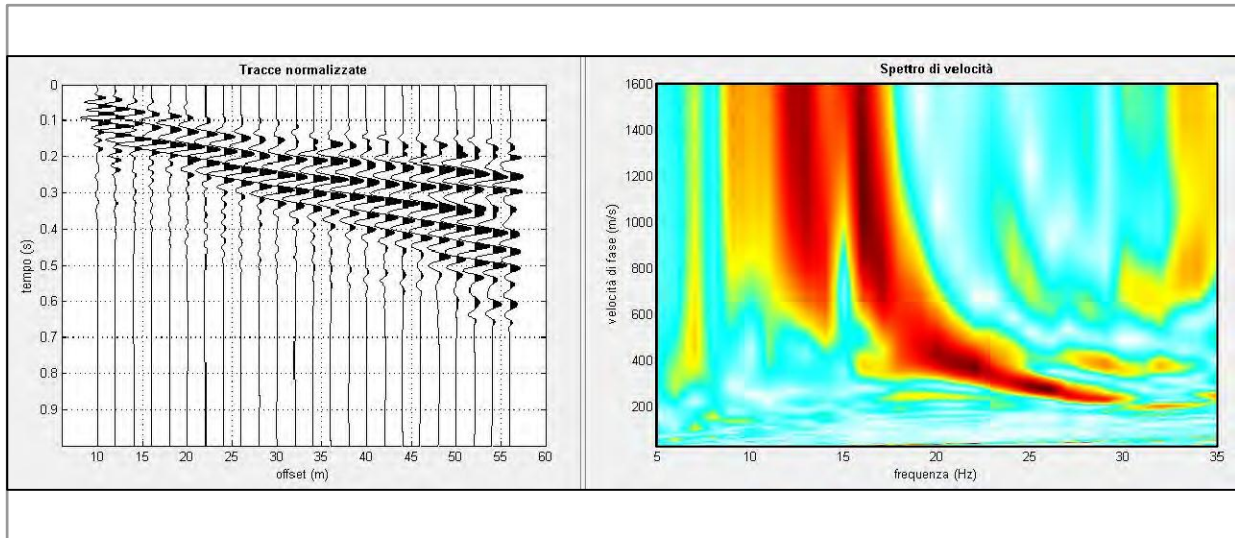 Tracce normalizzate
0
0.1
0.2
0.3
0.4
0.5
0.6
0.7
0.8
0.9
tempo (s)
10 15 20 25 30 35 40 45 50 55 60
offset (m)
Spettro di velocità
1600
1400
1200
1000
800
600
400
200
velocità di fase (m/s)
5 10 15 20 25 30 35
frequenza (Hz)